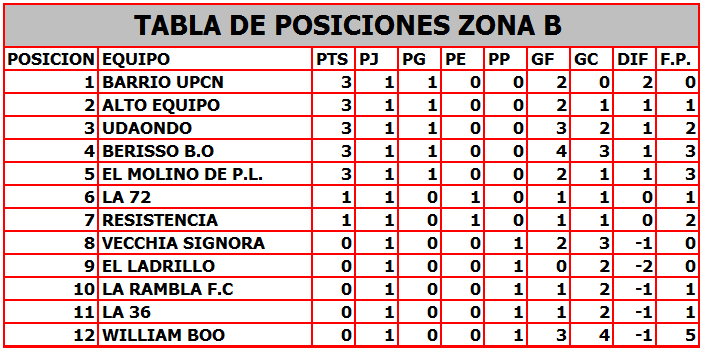 TABLA DE POSICIONES ZONA B
POSICION EQUIPO PTS PJ PG PE PP GF GC DIF F.P.
1 BARRIO UPCN 3 1 1 0 0 2 0 2 0
2 ALTO EQUIPO 3 1 1 0 0 2 1 1 1
3 UDAONDO 3 1 1 0 0 3 2 1 2
4 BERISSO B.O 3 1 1 0 0 4 3 1 3
5 EL MOLINO DE P.L. 3 1 1 0 0 2 1 1 3
6 LA 72 1 1 0 1 0 1 1 0 1
7 RESISTENCIA 1 1 0 1 0 1 1 0 2
8 VECCHIA SIGNORA 0 1 0 0 1 2 3 -1 0
9 EL LADRILLO 0 1 0 0 1 0 2 -2 0
10 LA RAMBLA F.C 0 1 0 0 1 1 2 -1 1
11 LA 36 0 1 0 0 1 1 2 -1 1
12 WILLIAM BOO 0 1 0 0 1 3 4 -1 5